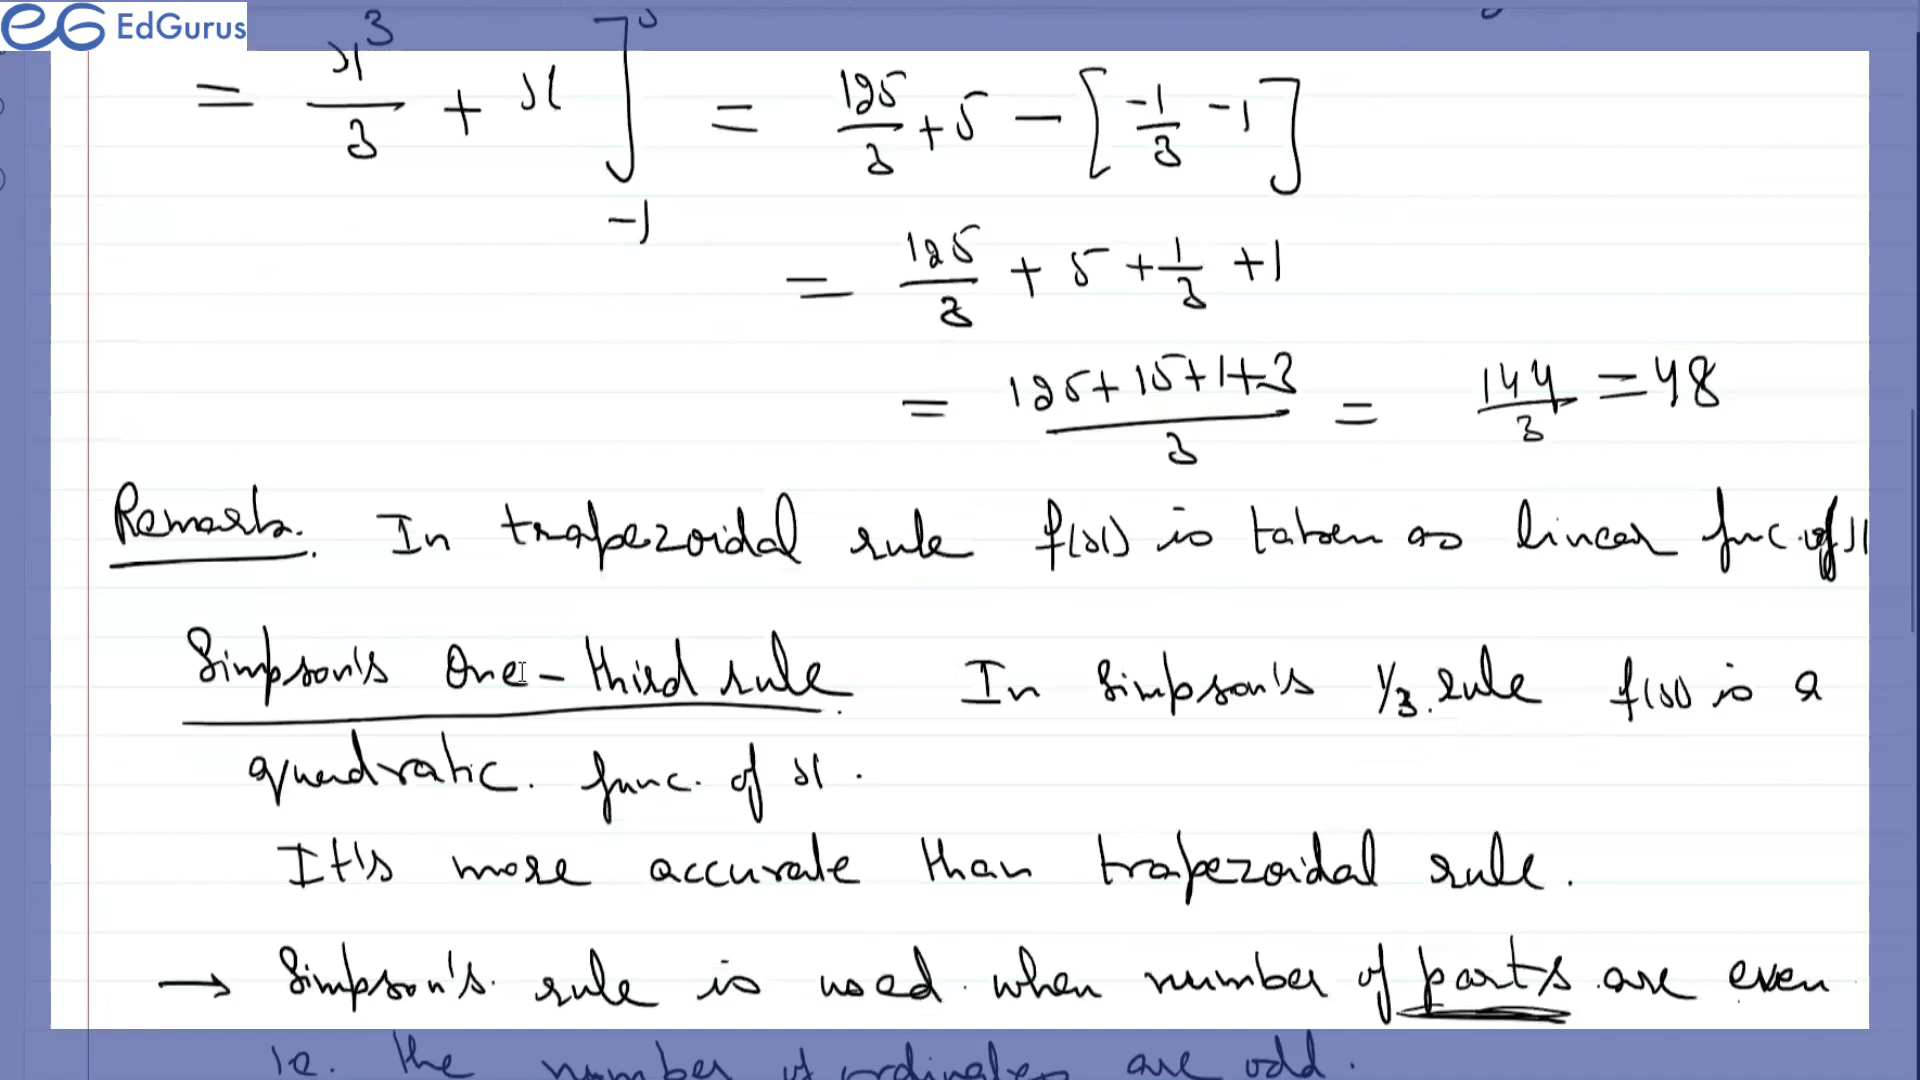 EdGurus
= x³/3 + x ]⁵₋₁ = 125/3 + 5 - [ -1/3 - 1 ]
= 125/3 + 5 + 1/3 + 1
= 125+15+1+3/3 = 144/3 = 48
Remark. In trapezoidal rule f(x) is taken as linear func. of x
Simpson's One-third rule. In Simpson's 1/3 rule f(x) is a
quadratic func. of x.
It's more accurate than trapezoidal rule.
→ Simpson's rule is used when number of parts are even
ie. the number of ordinates are odd.